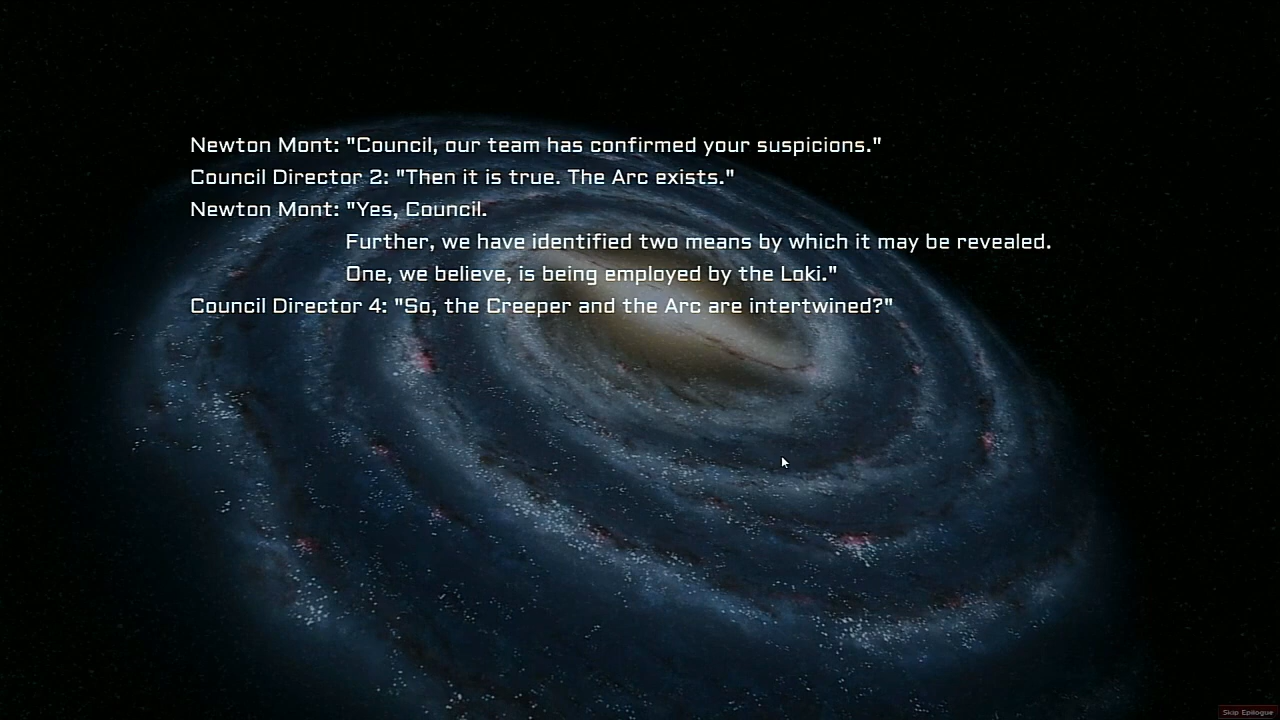 Newton Mont: "Council, our team has confirmed your suspicions."
Council Director 2: "Then it is true. The Arc exists."
Newton Mont: "Yes, Council.
Further, we have identified two means by which it may be revealed.
One, we believe, is being employed by the Loki."
Council Director 4: "So, the Creeper and the Arc are intertwined?"
Skip Epilogue